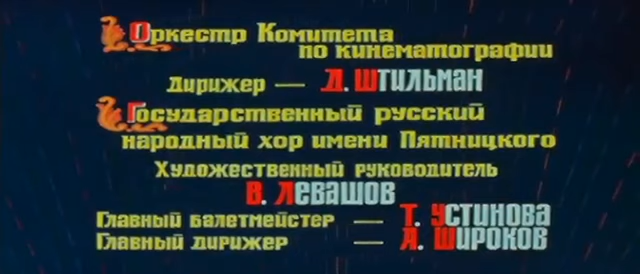 Оркестр Комитета
по кинематографии
Дирижер — Д. Штильман
Государственный русский
народный хор имени Пятницкого
Художественный руководитель
В. Левашов
Главный балетмейстер — Т. Устинова
Главный дирижер — А. Широков